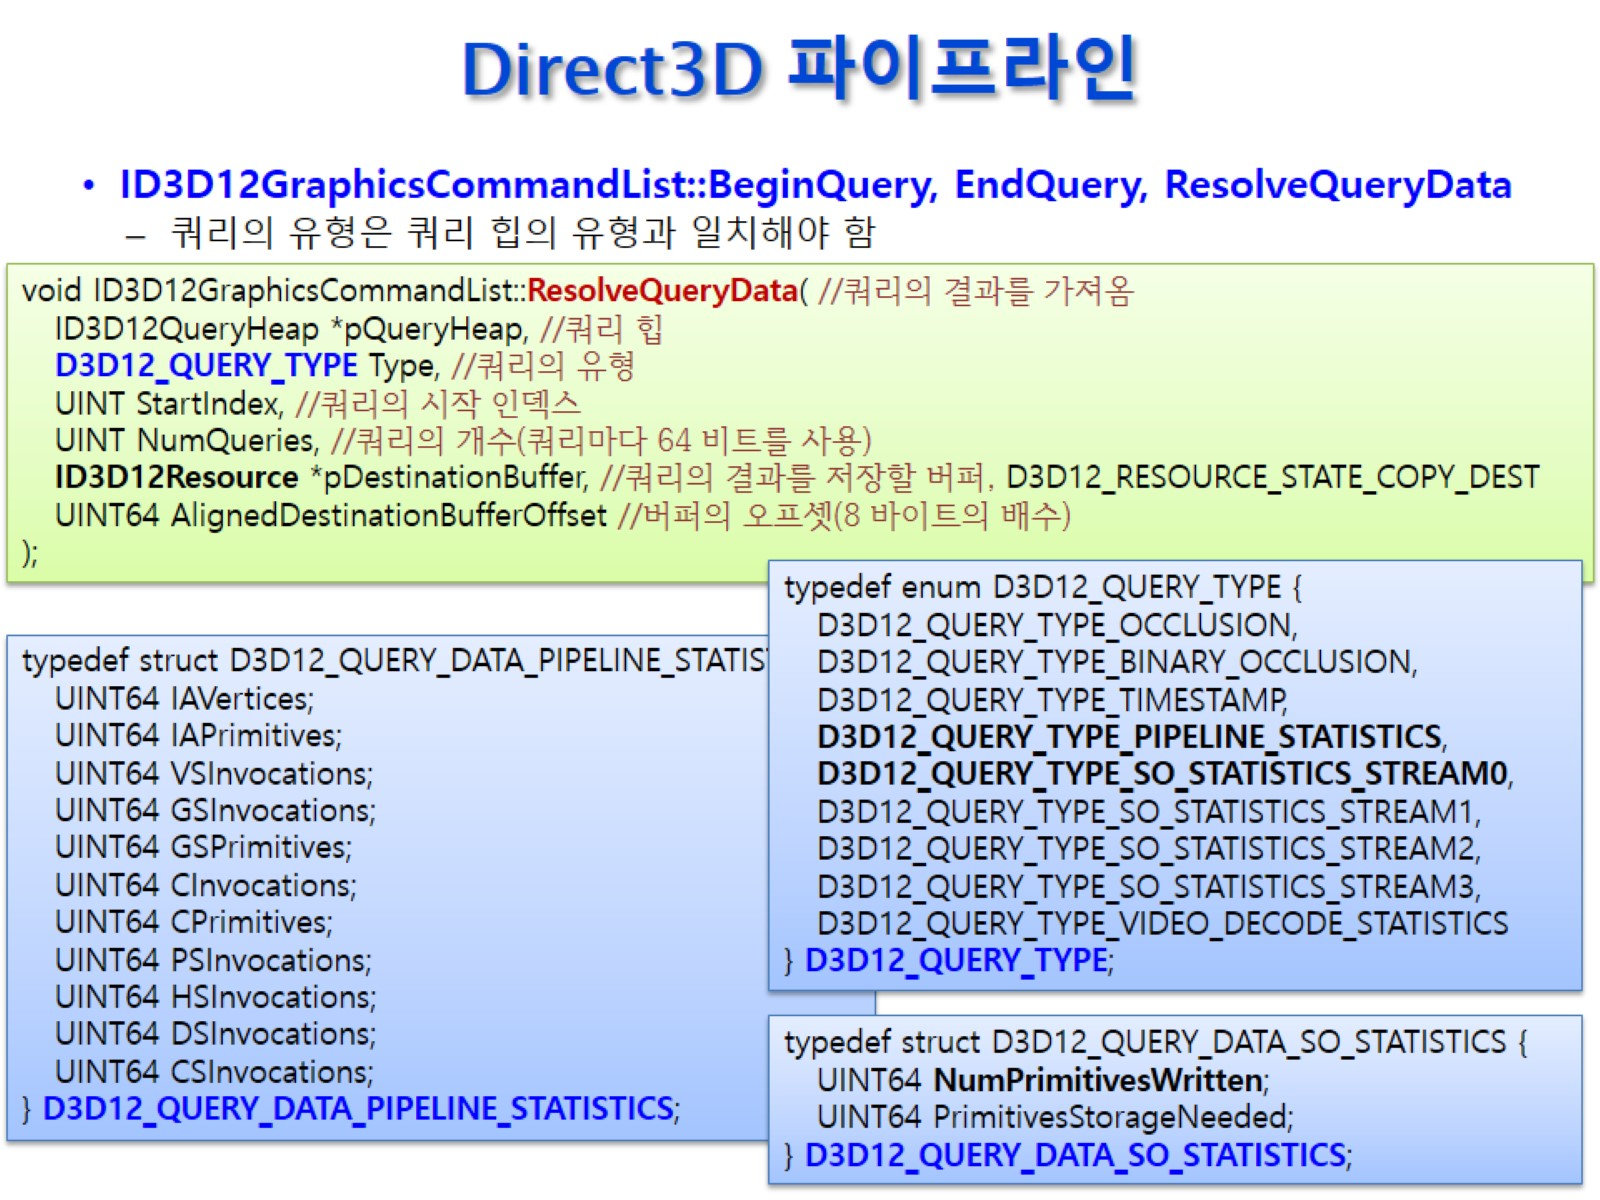 Direct3D 파이프라인
• ID3D12GraphicsCommandList::BeginQuery, EndQuery, ResolveQueryData
– 쿼리의 유형은 쿼리 힙의 유형과 일치해야 함
void ID3D12GraphicsCommandList::ResolveQueryData( //쿼리의 결과를 가져옴
ID3D12QueryHeap *pQueryHeap, //쿼리 힙
D3D12_QUERY_TYPE Type, //쿼리의 유형
UINT StartIndex, //쿼리의 시작 인덱스
UINT NumQueries, //쿼리의 개수(쿼리마다 64 비트를 사용)
ID3D12Resource *pDestinationBuffer, //쿼리의 결과를 저장할 버퍼, D3D12_RESOURCE_STATE_COPY_DEST
UINT64 AlignedDestinationBufferOffset //버퍼의 오프셋(8 바이트의 배수)
);
typedef struct D3D12_QUERY_DATA_PIPELINE_STATIS
UINT64 IAVertices;
UINT64 IAPrimitives;
UINT64 VSInvocations;
UINT64 GSInvocations;
UINT64 GSPrimitives;
UINT64 CInvocations;
UINT64 CPrimitives;
UINT64 PSInvocations;
UINT64 HSInvocations;
UINT64 DSInvocations;
UINT64 CSInvocations;
} D3D12_QUERY_DATA_PIPELINE_STATISTICS;
typedef enum D3D12_QUERY_TYPE {
D3D12_QUERY_TYPE_OCCLUSION,
D3D12_QUERY_TYPE_BINARY_OCCLUSION,
D3D12_QUERY_TYPE_TIMESTAMP,
D3D12_QUERY_TYPE_PIPELINE_STATISTICS,
D3D12_QUERY_TYPE_SO_STATISTICS_STREAM0,
D3D12_QUERY_TYPE_SO_STATISTICS_STREAM1,
D3D12_QUERY_TYPE_SO_STATISTICS_STREAM2,
D3D12_QUERY_TYPE_SO_STATISTICS_STREAM3,
D3D12_QUERY_TYPE_VIDEO_DECODE_STATISTICS
} D3D12_QUERY_TYPE;
typedef struct D3D12_QUERY_DATA_SO_STATISTICS {
UINT64 NumPrimitivesWritten;
UINT64 PrimitivesStorageNeeded;
} D3D12_QUERY_DATA_SO_STATISTICS;